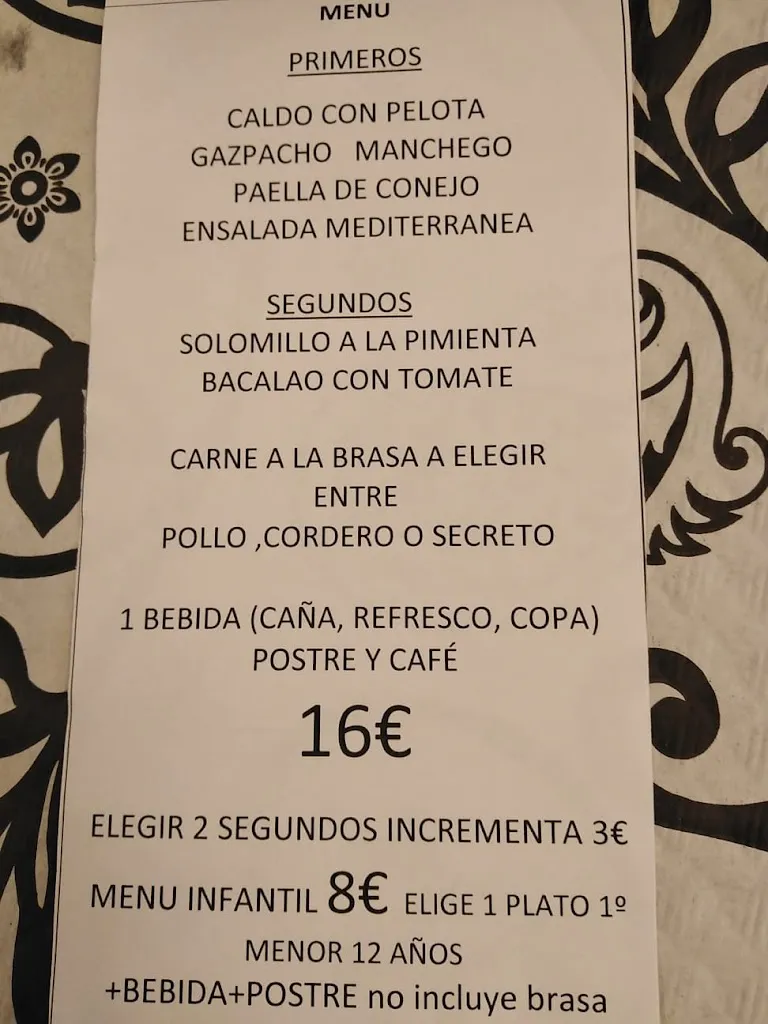 MENU
PRIMEROS
CALDO CON PELOTA
GAZPACHO MANCHEGO
PAELLA DE CONEJO
ENSALADA MEDITERRANEA
SEGUNDOS
SOLOMILLO A LA PIMIENTA
BACALAO CON TOMATE
CARNE A LA BRASA A ELEGIR
ENTRE
POLLO ,CORDERO O SECRETO
1 BEBIDA (CAÑA, REFRESCO, COPA)
POSTRE Y CAFÉ
16€
ELEGIR 2 SEGUNDOS INCREMENTA 3€
MENU INFANTIL 8€ ELIGE 1 PLATO 1º
MENOR 12 AÑOS
+BEBIDA+POSTRE no incluye brasa